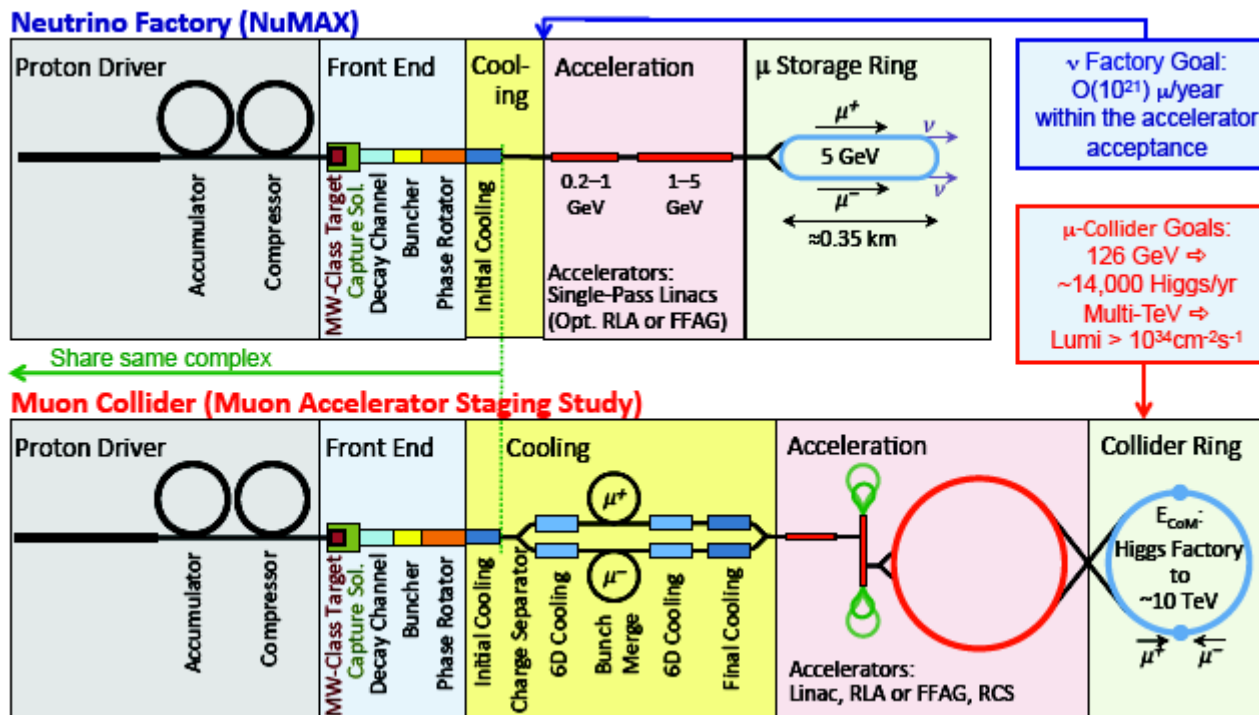 Neutrino Factory (NuMAX)
Proton Driver
Accumulator
Compressor
Front End
MW-Class Target
Capture Sol.
Decay Channel
Buncher
Phase Rotator
Cool-
ing
Initial Cooling
Acceleration
0.2–1
GeV
1–5
GeV
Accelerators:
Single-Pass Linacs
(Opt. RLA or FFAG)
μ Storage Ring
μ+
ν
5 GeV
μ−
ν
≈0.35 km
ν Factory Goal:
O(10²¹) μ/year
within the accelerator
acceptance
μ-Collider Goals:
126 GeV ⇨
~14,000 Higgs/yr
Multi-TeV ⇨
Lumi > 10³⁴cm⁻²s⁻¹
Share same complex
Muon Collider (Muon Accelerator Staging Study)
Proton Driver
Accumulator
Compressor
Front End
MW-Class Target
Capture Sol.
Decay Channel
Buncher
Phase Rotator
Cooling
Initial Cooling
Charge Separator
6D Cooling
μ+
μ−
Bunch
Merge
6D Cooling
Final Cooling
Acceleration
Accelerators:
Linac, RLA or FFAG, RCS
Collider Ring
ECoM:
Higgs Factory
to
~10 TeV
μ+ μ−